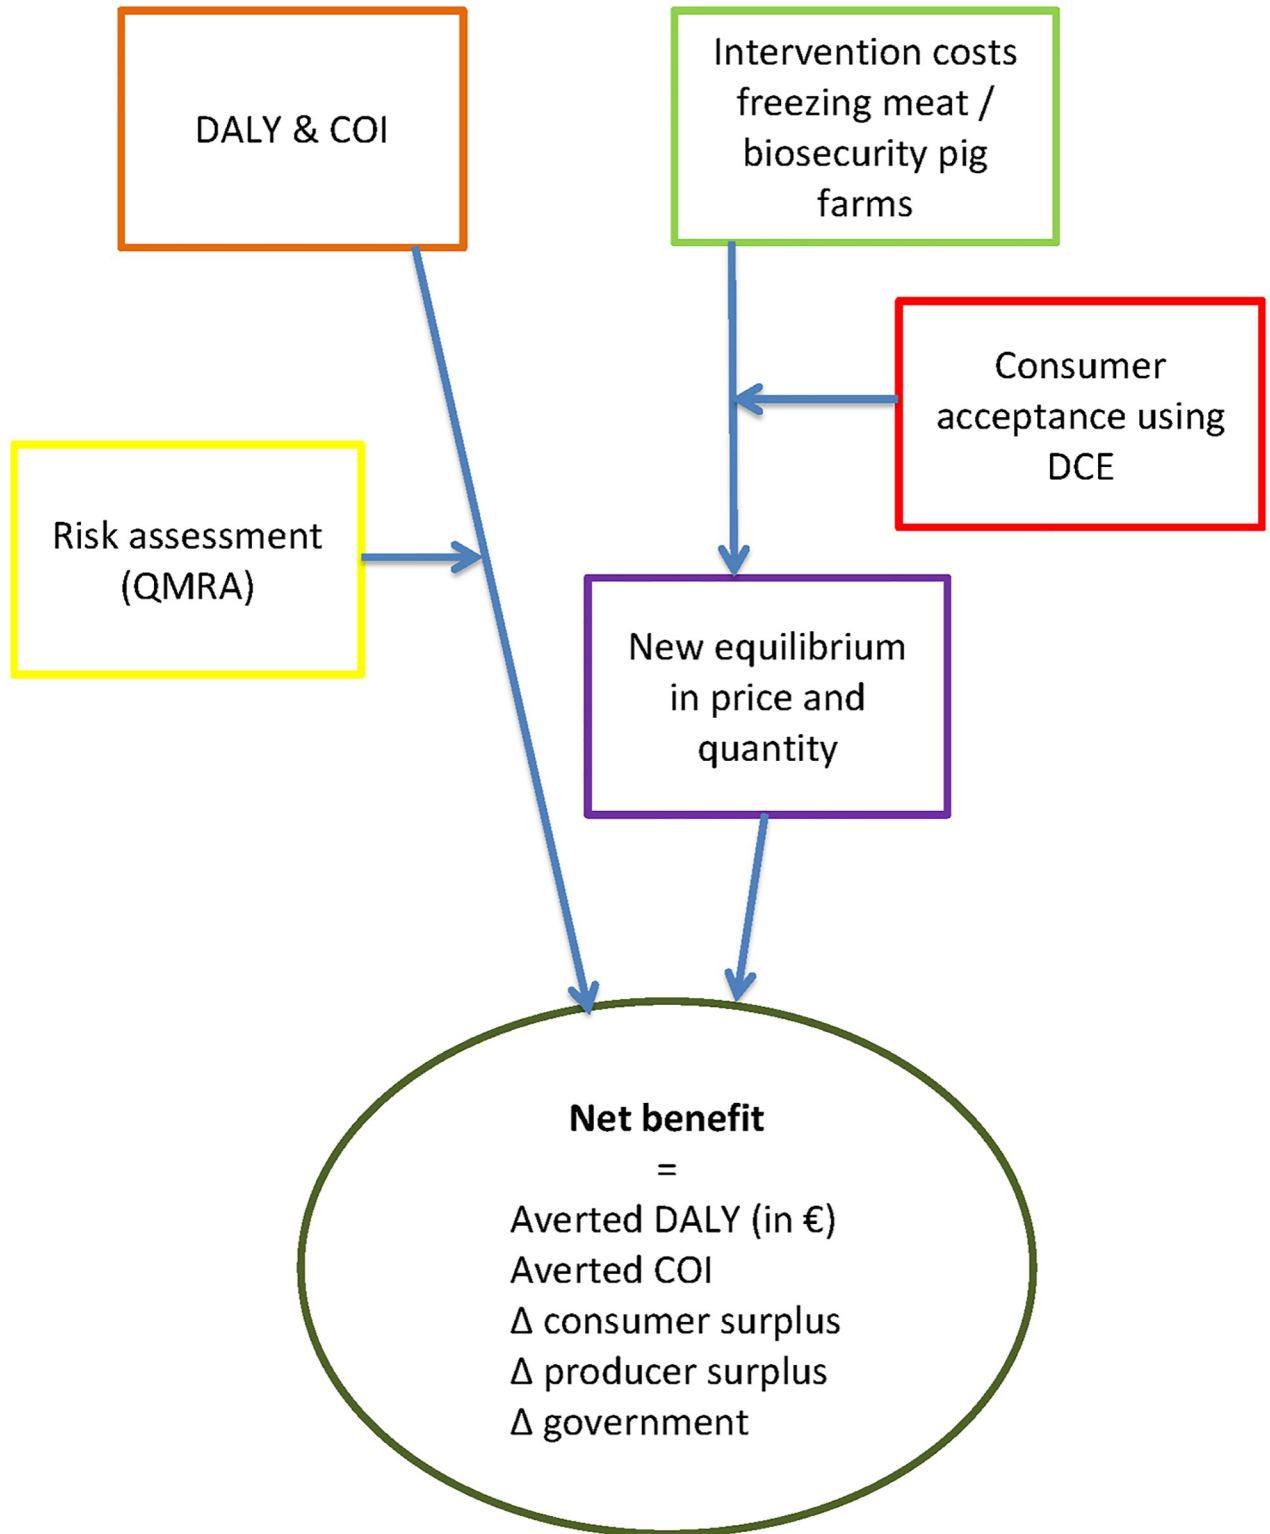 DALY & COI
Intervention costs
freezing meat /
biosecurity pig
farms
Consumer
acceptance using
DCE
Risk assessment
(QMRA)
New equilibrium
in price and
quantity
Net benefit
=
Averted DALY (in €)
Averted COI
Δ consumer surplus
Δ producer surplus
Δ government